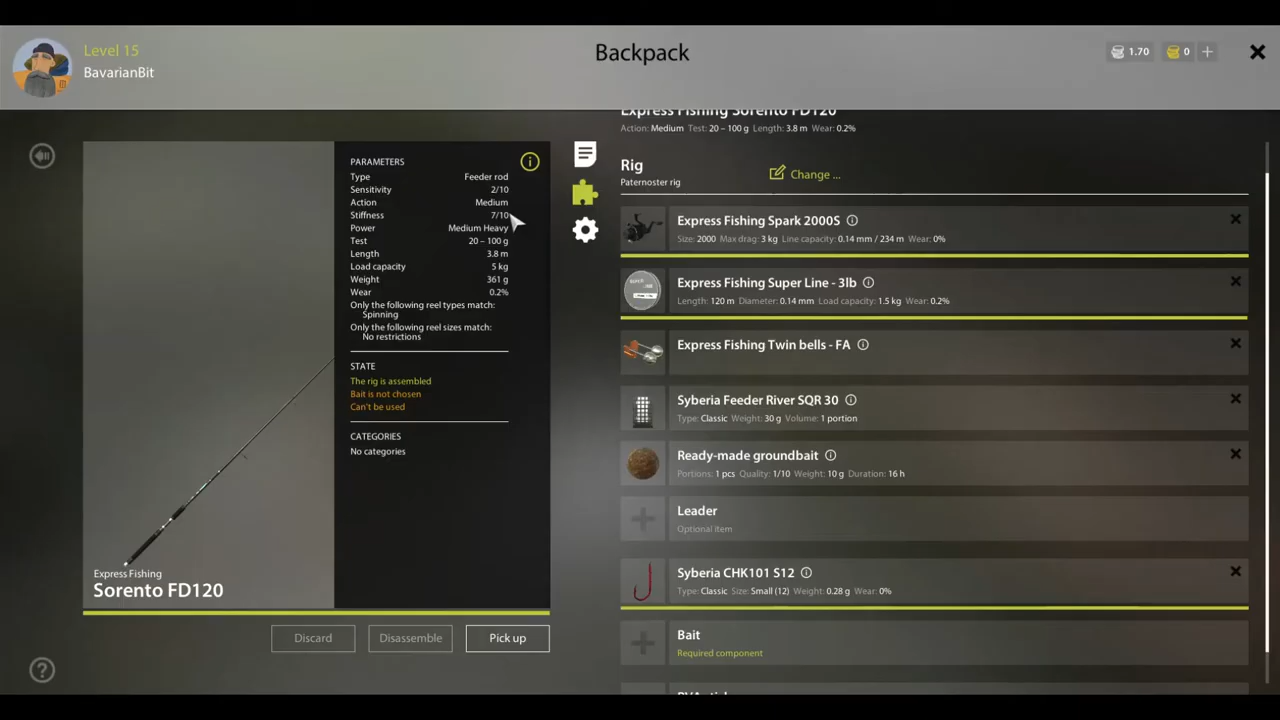 Level 15
BavarianBit
Backpack
1.70
0
PARAMETERS
Type Feeder rod
Sensitivity 2/10
Action Medium
Stiffness 7/10
Power Medium Heavy
Test 20 – 100 g
Length 3.8 m
Load capacity 5 kg
Weight 361 g
Wear 0.2%
Only the following reel types match:
Spinning
Only the following reel sizes match:
No restrictions
STATE
The rig is assembled
Bait is not chosen
Can't be used
CATEGORIES
No categories
Express Fishing
Sorento FD120
Discard
Disassemble
Pick up
Express Fishing Sorento FD120
Action: Medium Test: 20 – 100 g Length: 3.8 m Wear: 0.2%
Rig
Paternoster rig
Change ...
Express Fishing Spark 2000S
Size: 2000 Max drag: 3 kg Line capacity: 0.14 mm / 234 m Wear: 0%
Express Fishing Super Line - 3lb
Length: 120 m Diameter: 0.14 mm Load capacity: 1.5 kg Wear: 0.2%
Express Fishing Twin bells - FA
Syberia Feeder River SQR 30
Type: Classic Weight: 30 g Volume: 1 portion
Ready-made groundbait
Portions: 1 pcs Quality: 1/10 Weight: 10 g Duration: 16 h
Leader
Optional item
Syberia CHK101 S12
Type: Classic Size: Small (12) Weight: 0.28 g Wear: 0%
Bait
Required component